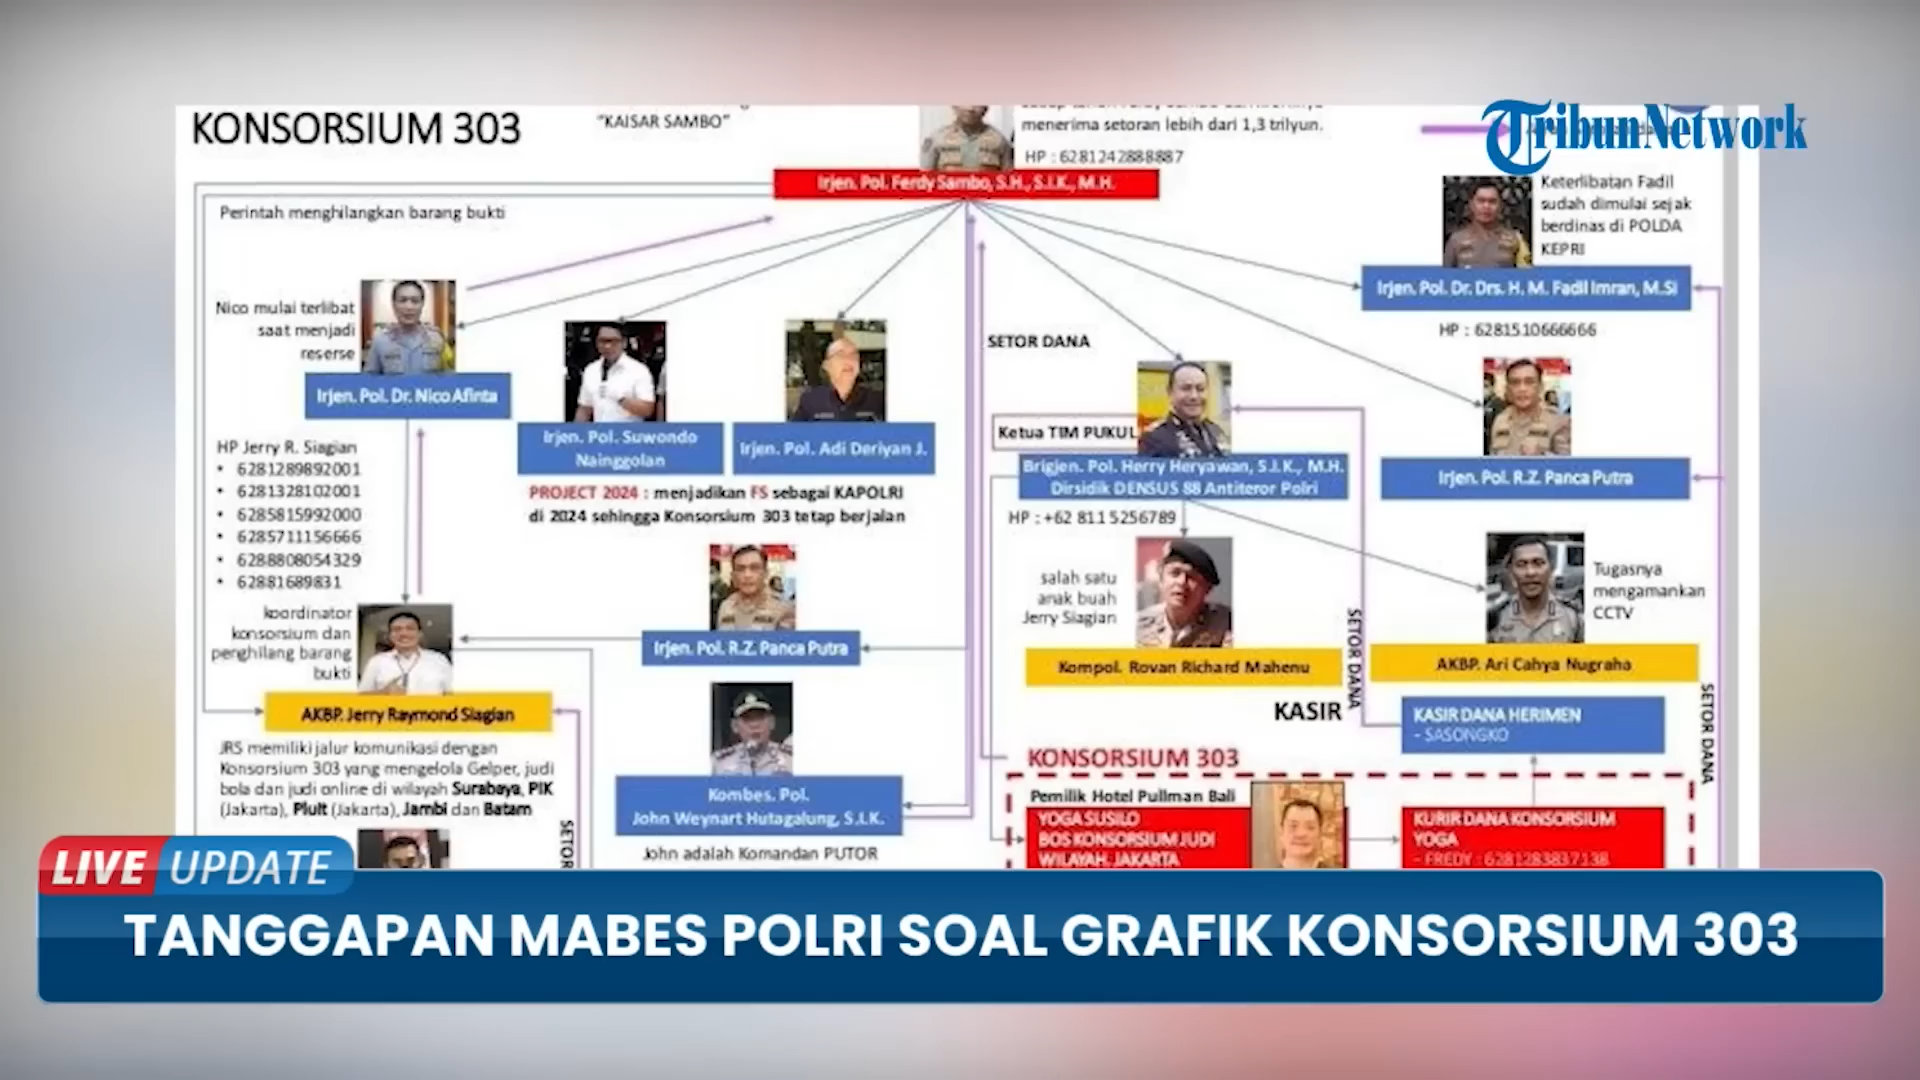 KONSORSIUM 303
"KAISAR SAMBO"
menerima setoran lebih dari 1,3 trilyun.
HP : 6281242888887
TribunNetwork
Irjen. Pol. Ferdy Sambo, S.H., S.I.K., M.H.
Perintah menghilangkan barang bukti
Keterlibatan Fadil
sudah dimulai sejak
berdinas di POLDA
KEPRI
Irjen. Pol. Dr. Drs. H. M. Fadil Imran, M.Si
HP : 6281510666666
Nico mulai terlibat
saat menjadi
reserse
Irjen. Pol. Dr. Nico Afinta
SETOR DANA
Irjen. Pol. Suwondo
Nainggolan
Irjen. Pol. Adi Deriyan J.
PROJECT 2024 : menjadikan FS sebagai KAPOLRI
di 2024 sehingga Konsorsium 303 tetap berjalan
Ketua TIM PUKUL
Brigjen. Pol. Herry Heryawan, S.I.K., M.H.
Dirsidik DENSUS 88 Antiteror Polri
HP : +62 811 5256789
Irjen. Pol. R.Z. Panca Putra
HP Jerry R. Siagian
• 6281289892001
• 6281328102001
• 6285815992000
• 6285711156666
• 6288808054329
• 62881689831
koordinator
konsorsium dan
penghilang barang
bukti
AKBP. Jerry Raymond Siagian
JRS memiliki jalur komunikasi dengan
Konsorsium 303 yang mengelola Gelper, judi
bola dan judi online di wilayah Surabaya, PIK
(Jakarta), Pluit (Jakarta), Jambi dan Batam
Irjen. Pol. R.Z. Panca Putra
Kombes. Pol.
John Weynart Hutagalung, S.I.K.
John adalah Komandan PUTOR
SETOR
salah satu
anak buah
Jerry Siagian
Kompol. Rovan Richard Mahenu
Tugasnya
mengamankan
CCTV
AKBP. Ari Cahya Nugraha
SETOR DANA
SETOR DANA
KASIR
KASIR DANA HERIMEN
- SASONGKO
KONSORSIUM 303
Pemilik Hotel Pullman Bali
YOGA SUSILO
BOS KONSORSIUM JUDI
WILAYAH JAKARTA
KURIR DANA KONSORSIUM
YOGA
- FREDY : 6281283837138
LIVE UPDATE
TANGGAPAN MABES POLRI SOAL GRAFIK KONSORSIUM 303